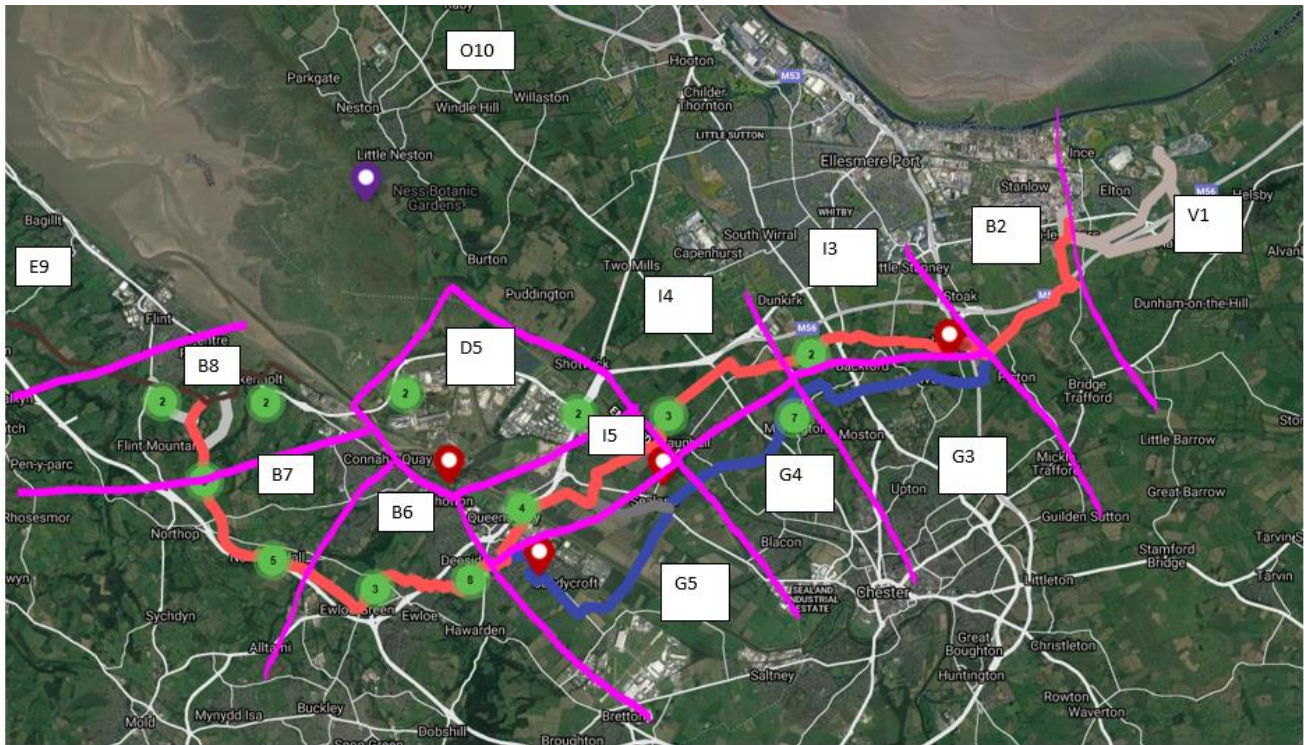 O10
Hooton
Parkgate
M53
Neston
Windle Hill
Willaston
Childer
Thornton
LITTLE SUTTON
Little Neston
Ellesmere Port
Ince
Ness Botanic
Gardens
Stanlow
Elton
M56
Helsby
Bagillt
WHITBY
B2
V1
South Wirral
I3
E9
Burton
Capenhurst
Two Mills
Puddington
I4
Dunkirk
Stoak
Flint
Dunham-on-the-Hill
M56
D5
Shotwick
B8
2
Backford
2
2
2
2
3
I5
7
Bridge
Trafford
Flint Mountain
Moston
Little Barrow
Pen-y-parc
Connah's Quay
B7
G4
G3
Mickle
Trafford
Upton
Great Barrow
Rhosesmor
B6
4
Guilden Sutton
Northop
Blacon
Stamford
Bridge
5
8
3
G5
SEALAND
INDUSTRIAL
ESTATE
Chester
Littleton
Tarvin
Sychdyn
Ewloe Green
Ewloe
Hawarden
Great
Boughton
Christleton
Alltami
Saltney
Huntington
Buckley
Rowton
Mold
Mynydd Isa
Bretton
Waverton
Dobshill
Broughton